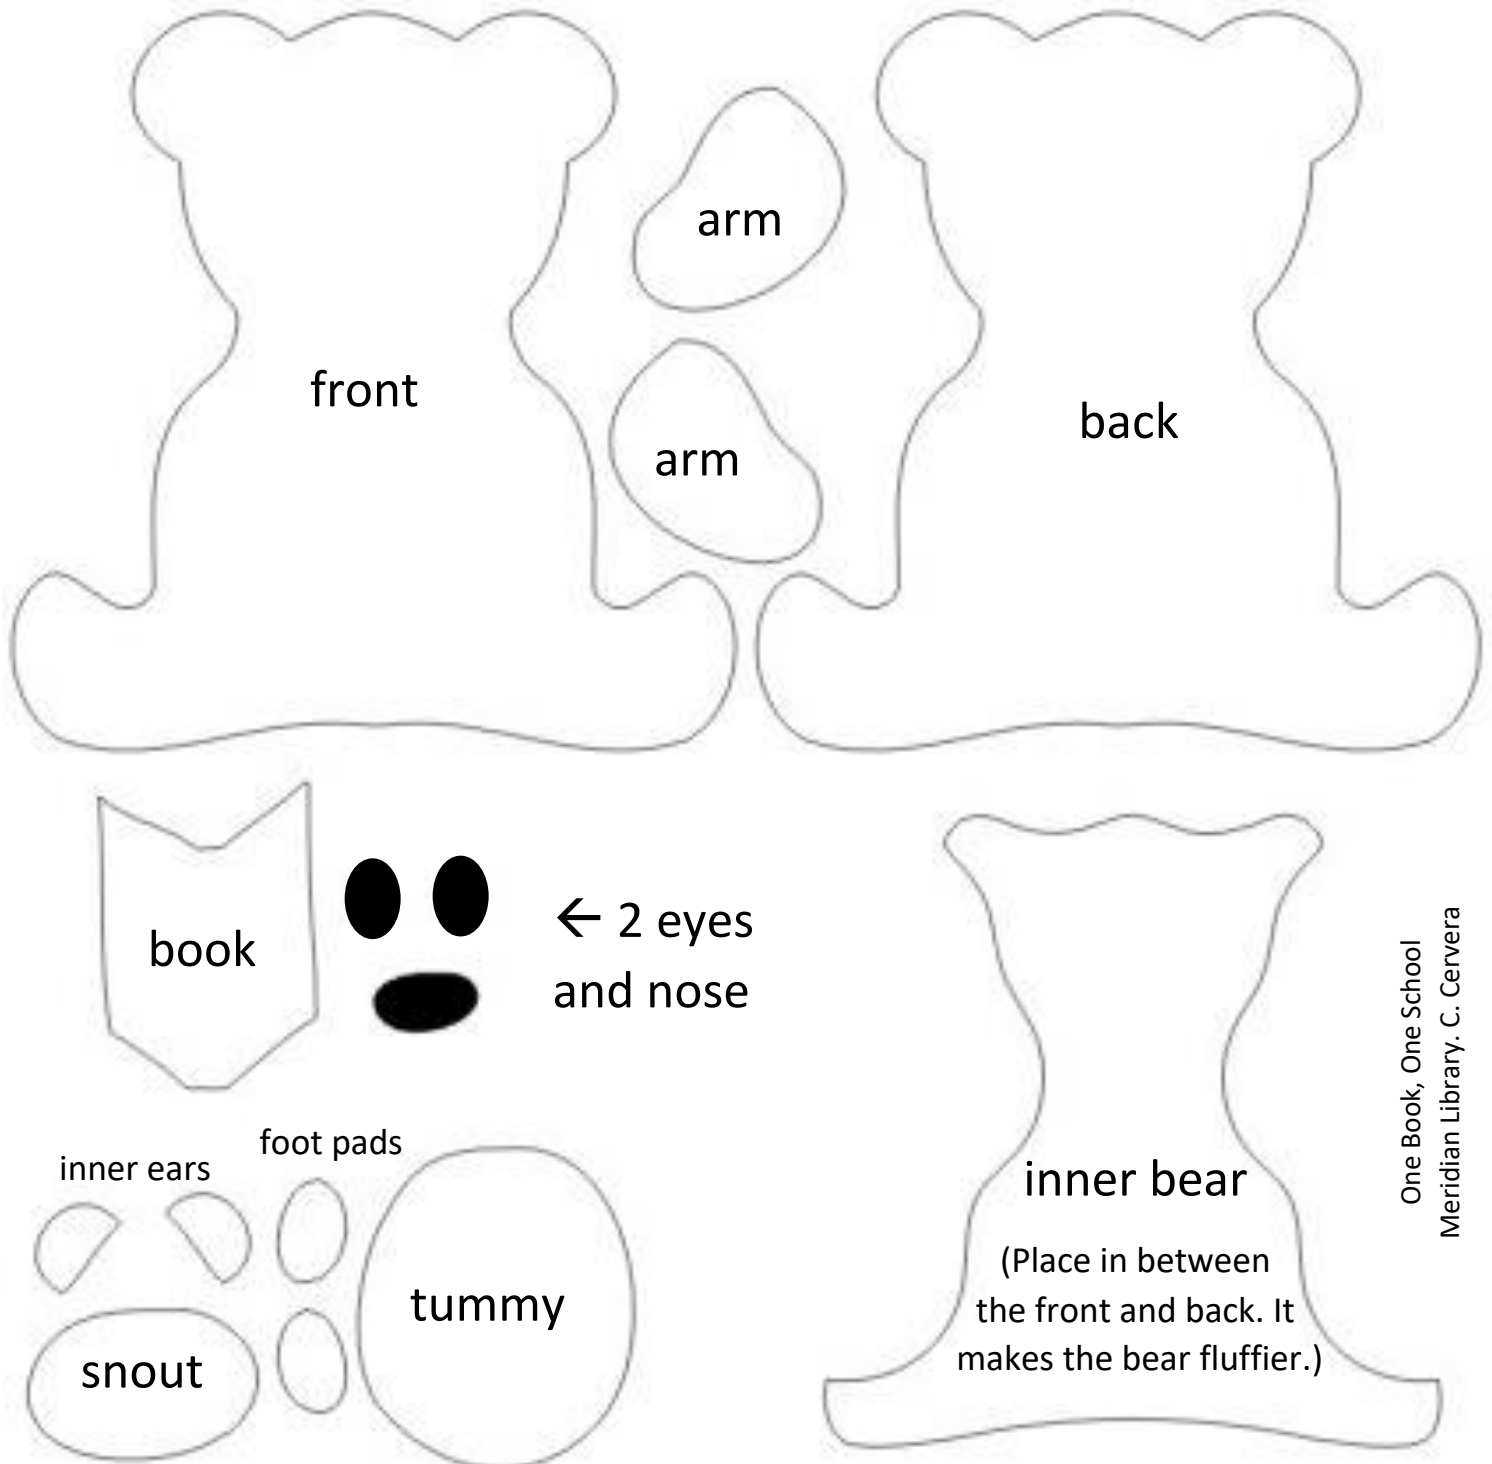 arm
front
back
arm
book
← 2 eyes
and nose
One Book, One School
Meridian Library. C. Cervera
foot pads
inner ears
inner bear
(Place in between
the front and back. It
makes the bear fluffier.)
tummy
snout